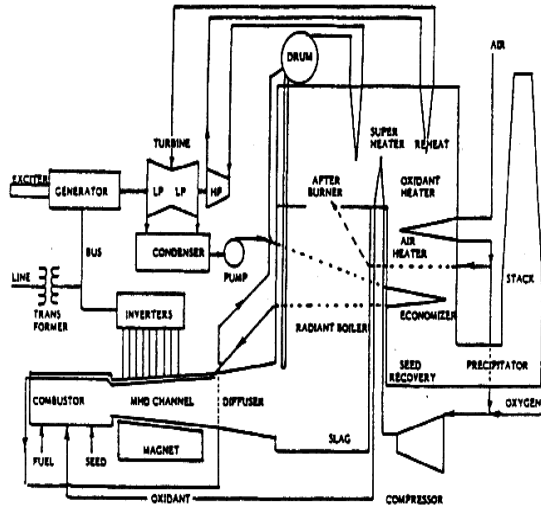 DRUM
AIR
TURBINE
SUPER
HEATER
REHEAT
EXCITER
GENERATOR
LP
LP
HP
AFTER
BURNER
OXIDANT
HEATER
BUS
CONDENSER
PUMP
AIR
HEATER
STACK
LINE
TRANS
FORMER
INVERTERS
RADIANT BOILER
ECONOMIZER
SEED
RECOVERY
PRECIPITATOR
COMBUSTOR
MHD CHANNEL
DIFFUSER
OXYGEN
MAGNET
SLAG
FUEL
SEED
OXIDANT
COMPRESSOR